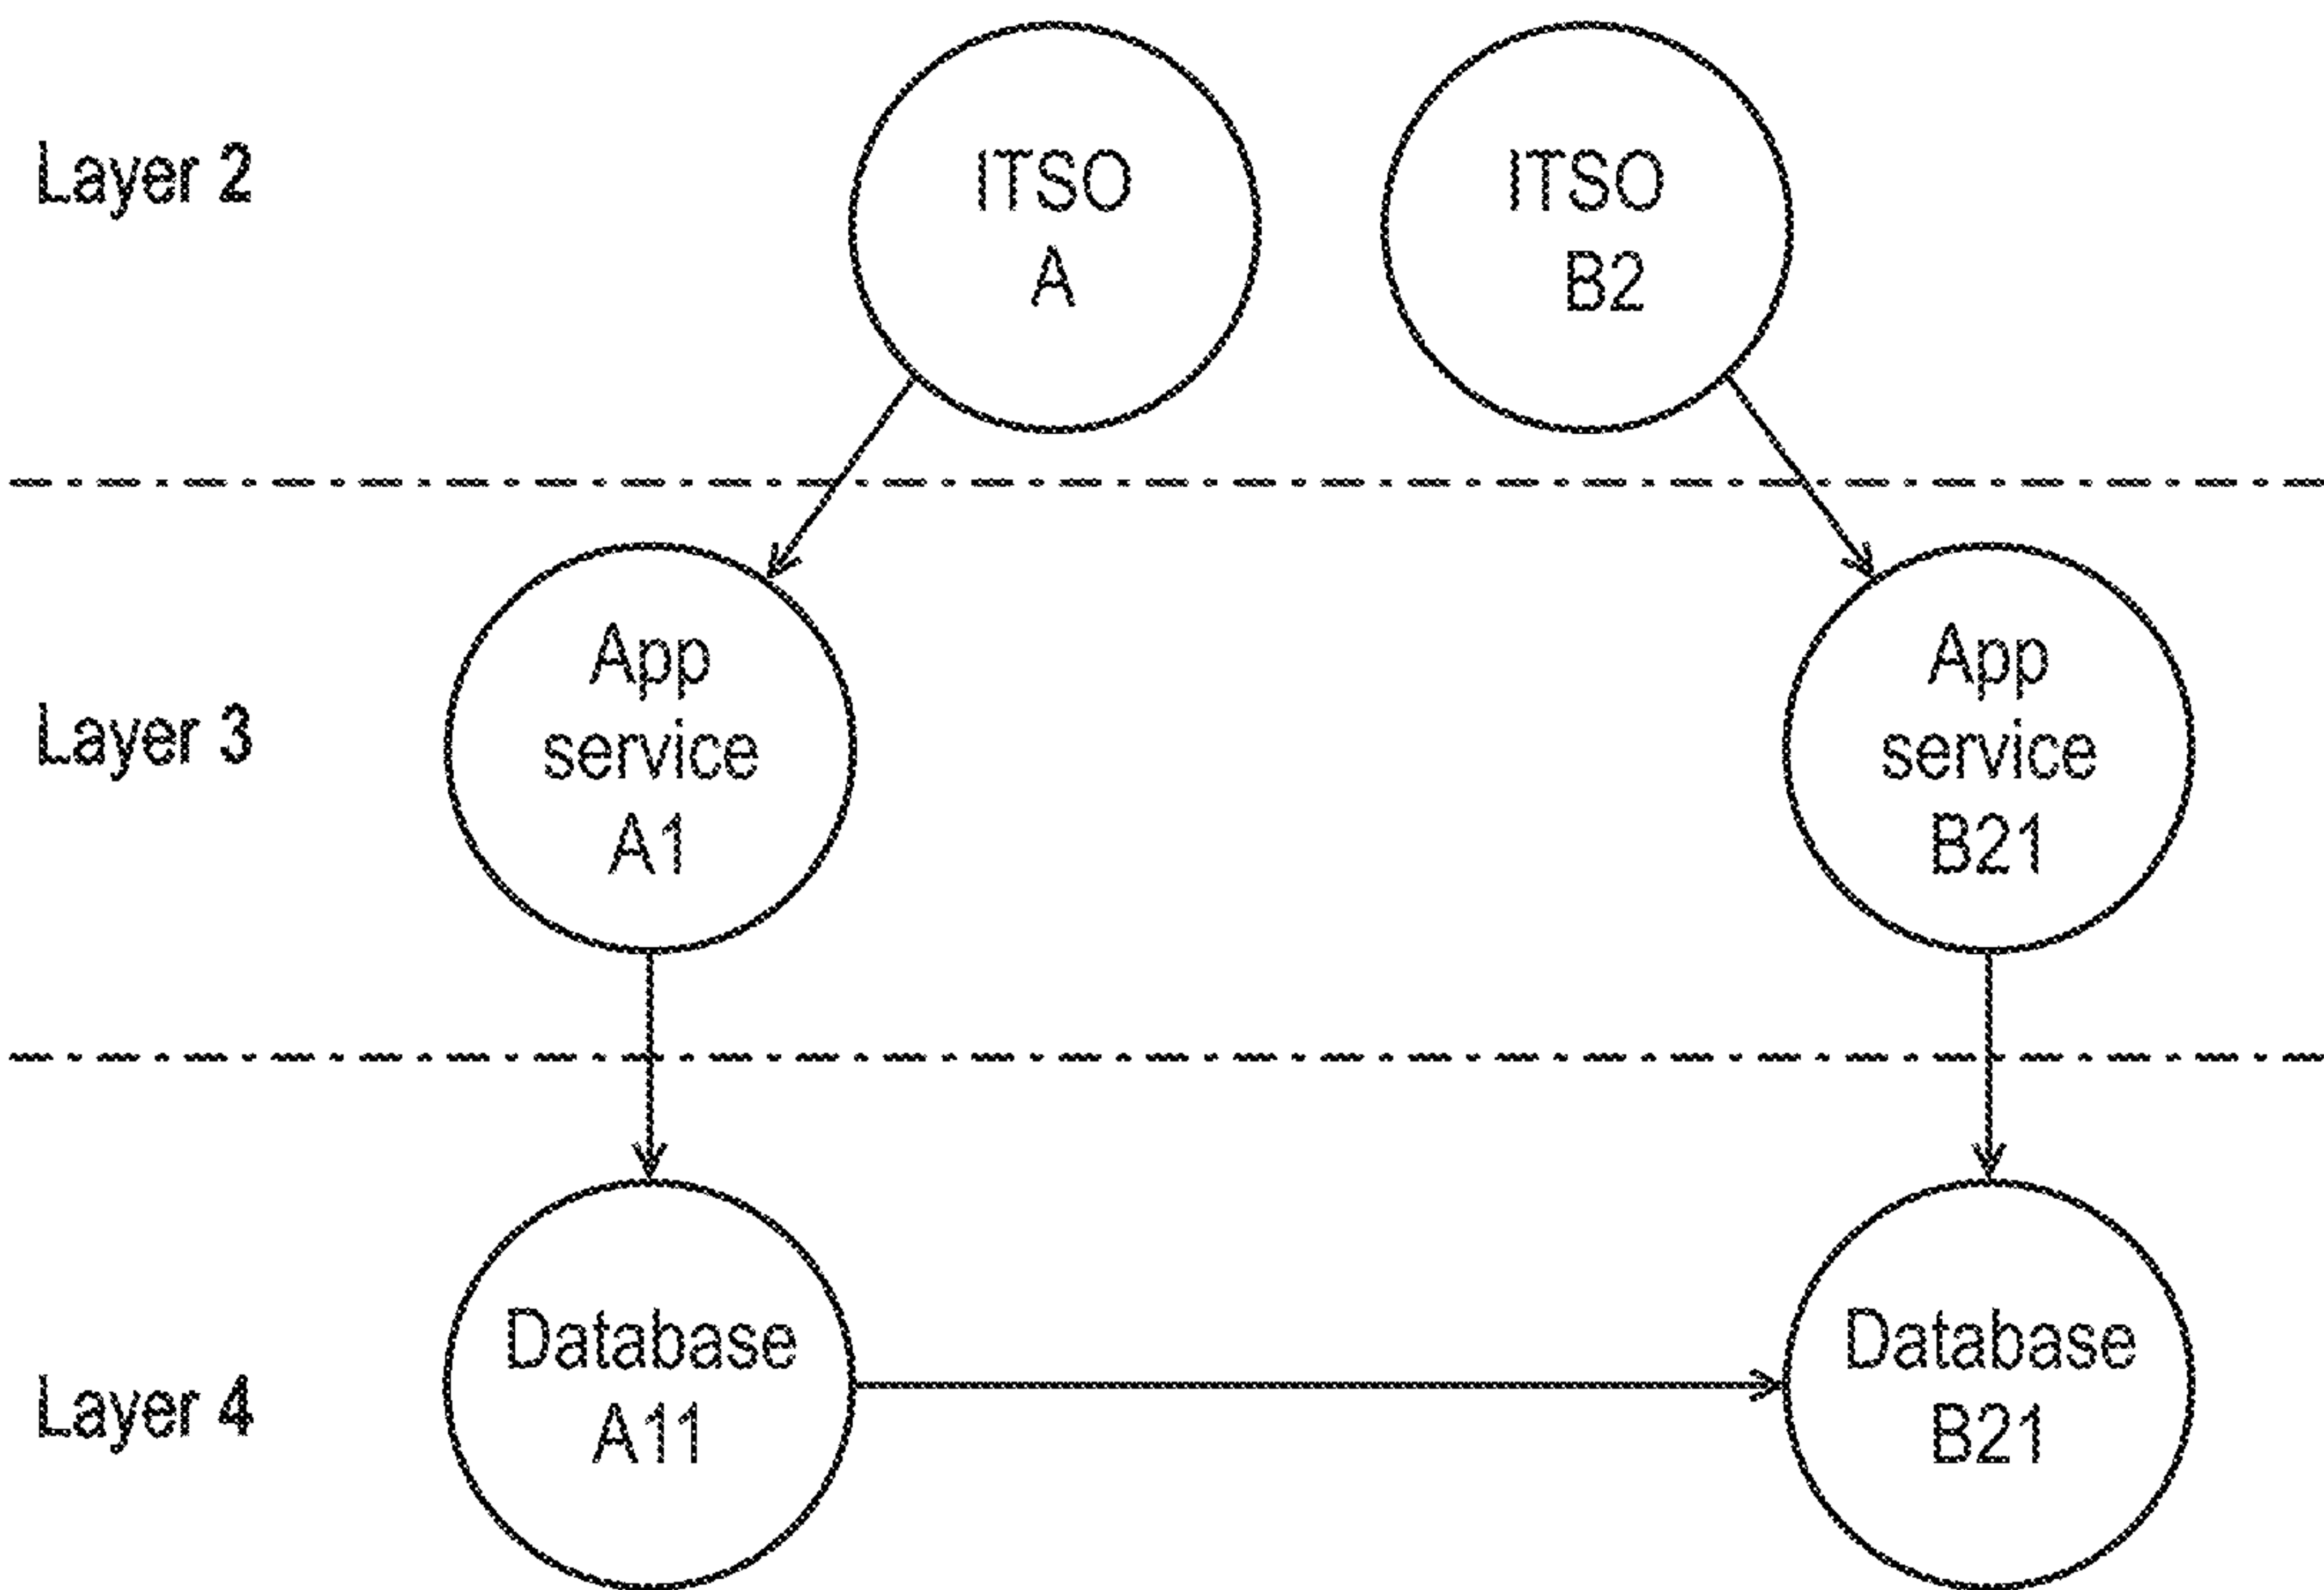 Layer 2
ITSO
A
ITSO
B2
Layer 3
App
service
A1
App
service
B21
Layer 4
Database
A11
Database
B21